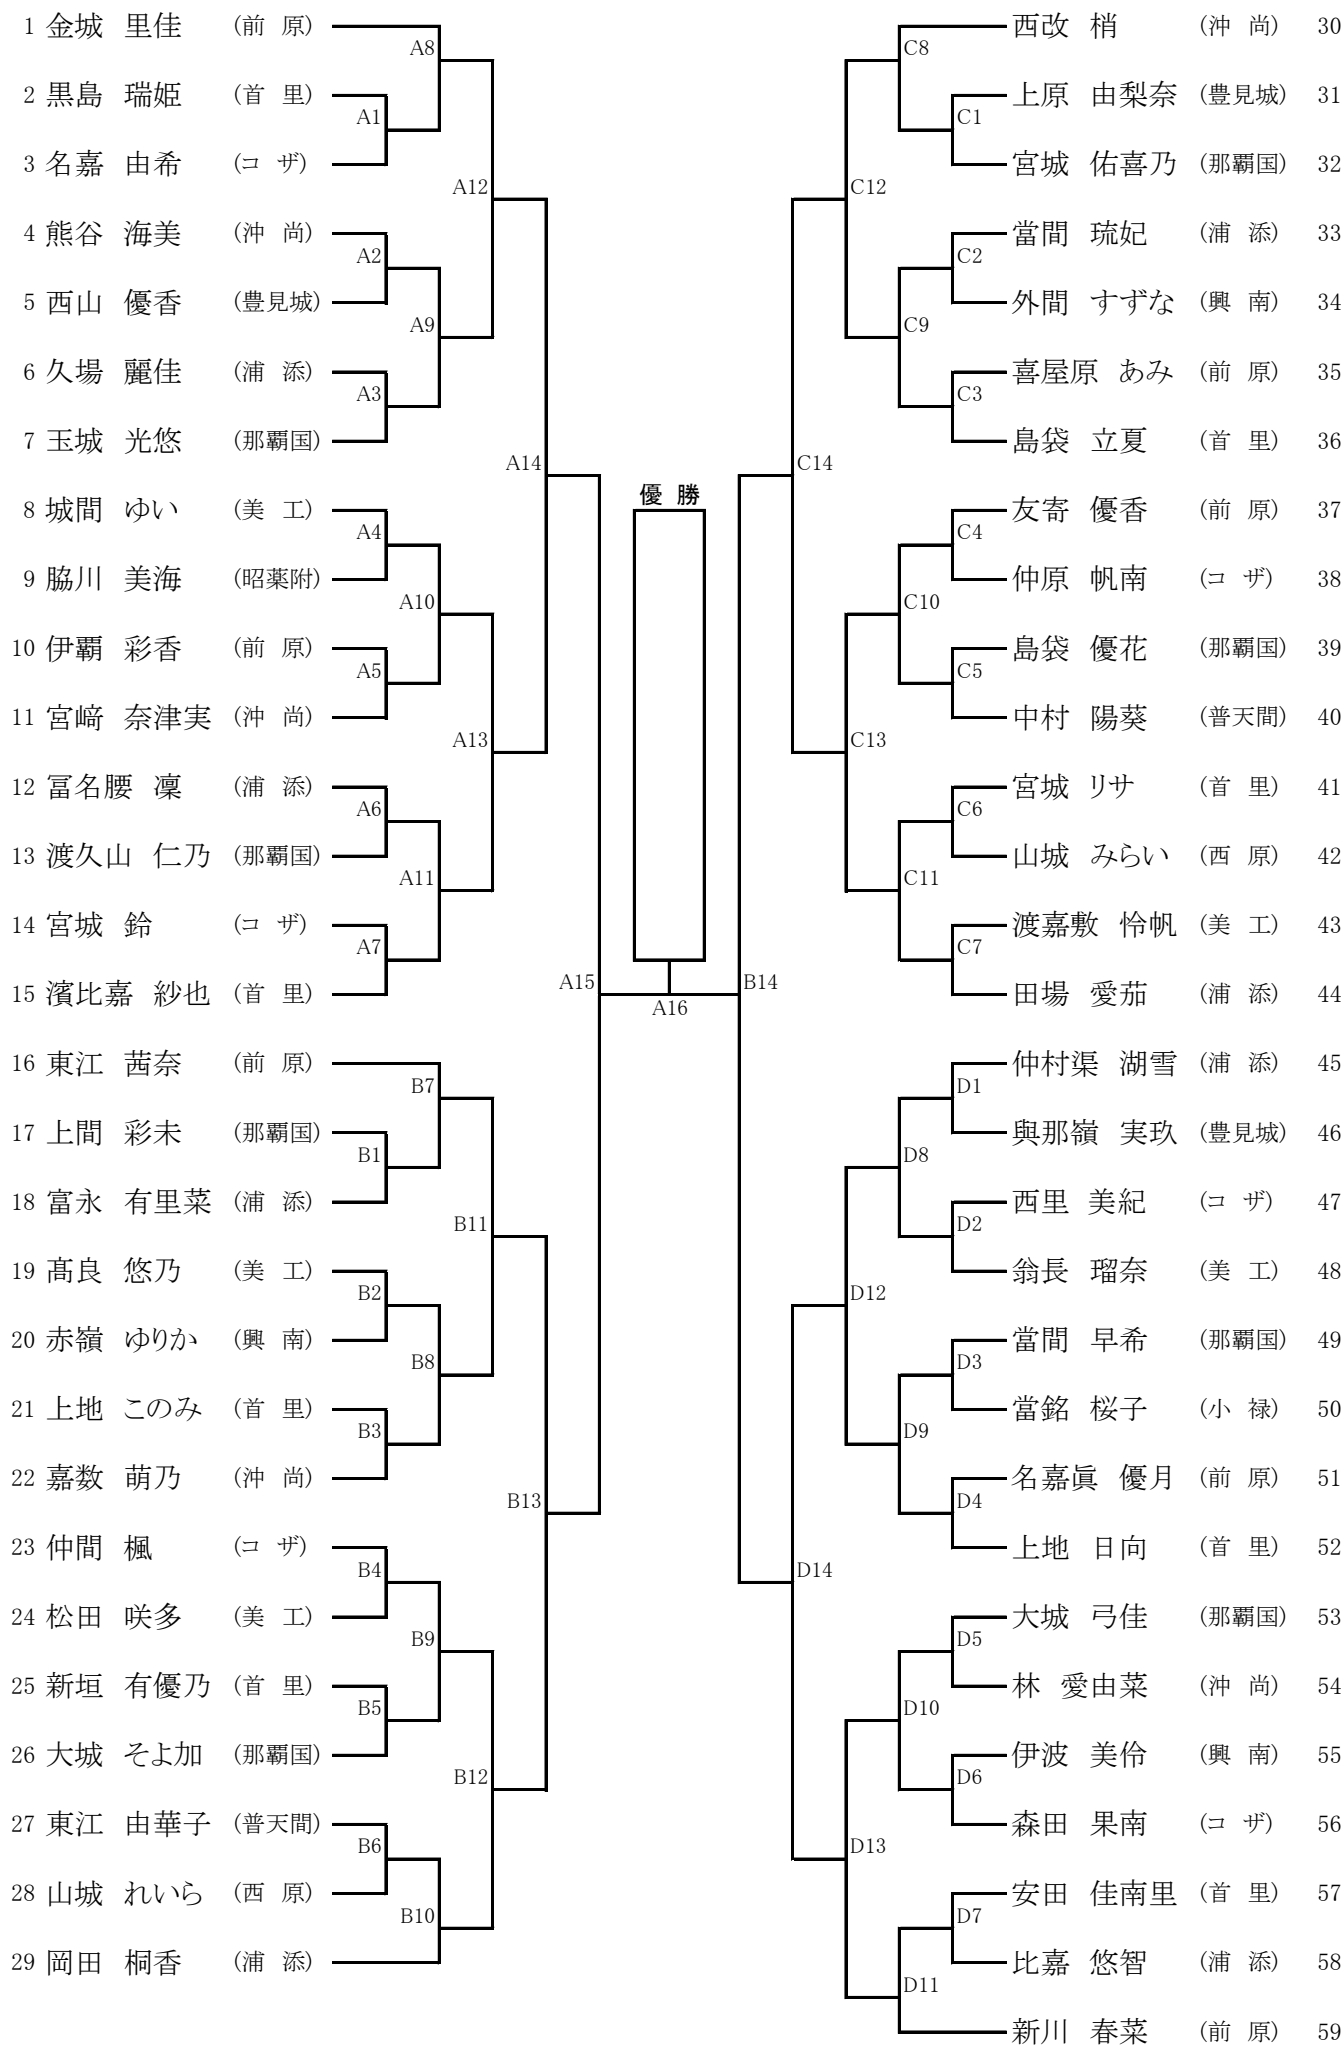 1 金城 里佳 (前 原)
A8
2 黒島 瑞姫 (首 里)
A1
3 名嘉 由希 (コ ザ)
A12
4 熊谷 海美 (沖 尚)
A2
5 西山 優香 (豊見城)
A9
6 久場 麗佳 (浦 添)
A3
7 玉城 光悠 (那覇国)
A14
8 城間 ゆい (美 工)
A4
9 脇川 美海 (昭薬附)
A10
10 伊覇 彩香 (前 原)
A5
11 宮﨑 奈津実 (沖 尚)
A13
12 冨名腰 凜 (浦 添)
A6
13 渡久山 仁乃 (那覇国)
A11
14 宮城 鈴 (コ ザ)
A7
15 濱比嘉 紗也 (首 里)
A15
16 東江 茜奈 (前 原)
B7
17 上間 彩未 (那覇国)
B1
18 富永 有里菜 (浦 添)
B11
19 髙良 悠乃 (美 工)
B2
20 赤嶺 ゆりか (興 南)
B8
21 上地 このみ (首 里)
B3
22 嘉数 萌乃 (沖 尚)
B13
23 仲間 楓 (コ ザ)
B4
24 松田 咲多 (美 工)
B9
25 新垣 有優乃 (首 里)
B5
26 大城 そよ加 (那覇国)
B12
27 東江 由華子 (普天間)
B6
28 山城 れいら (西 原)
B10
29 岡田 桐香 (浦 添)
優 勝
A16
西改 梢 (沖 尚) 30
C8
上原 由梨奈 (豊見城) 31
C1
宮城 佑喜乃 (那覇国) 32
C12
當間 琉妃 (浦 添) 33
C2
外間 すずな (興 南) 34
C9
喜屋原 あみ (前 原) 35
C3
島袋 立夏 (首 里) 36
C14
友寄 優香 (前 原) 37
C4
仲原 帆南 (コ ザ) 38
C10
島袋 優花 (那覇国) 39
C5
中村 陽葵 (普天間) 40
C13
宮城 リサ (首 里) 41
C6
山城 みらい (西 原) 42
C11
渡嘉敷 怜帆 (美 工) 43
C7
田場 愛茄 (浦 添) 44
B14
仲村渠 湖雪 (浦 添) 45
D1
與那嶺 実玖 (豊見城) 46
D8
西里 美紀 (コ ザ) 47
D2
翁長 瑠奈 (美 工) 48
D12
當間 早希 (那覇国) 49
D3
當銘 桜子 (小 禄) 50
D9
名嘉眞 優月 (前 原) 51
D4
上地 日向 (首 里) 52
D14
大城 弓佳 (那覇国) 53
D5
林 愛由菜 (沖 尚) 54
D10
伊波 美伶 (興 南) 55
D6
森田 果南 (コ ザ) 56
D13
安田 佳南里 (首 里) 57
D7
比嘉 悠智 (浦 添) 58
D11
新川 春菜 (前 原) 59